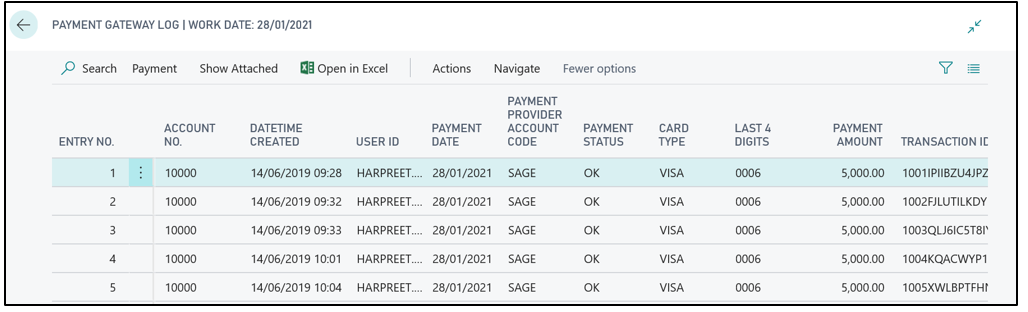 PAYMENT GATEWAY LOG | WORK DATE: 28/01/2021
Search Payment Show Attached Open in Excel Actions Navigate Fewer options
ENTRY NO. ACCOUNT NO. DATETIME CREATED USER ID PAYMENT DATE PAYMENT PROVIDER ACCOUNT CODE PAYMENT STATUS CARD TYPE LAST 4 DIGITS PAYMENT AMOUNT TRANSACTION
1 10000 14/06/2019 09:28 HARPREET.... 28/01/2021 SAGE OK VISA 0006 5,000.00 1001IPIIBZU4JPZ
2 10000 14/06/2019 09:32 HARPREET.... 28/01/2021 SAGE OK VISA 0006 5,000.00 1002FJLUTILKDY
3 10000 14/06/2019 09:33 HARPREET.... 28/01/2021 SAGE OK VISA 0006 5,000.00
4 10000 14/06/2019 10:01 HARPREET.... 28/01/2021 SAGE OK VISA 0006 5,000.00 1004KQACWYP1
5 10000 14/06/2019 10:04 HARPREET.... 28/01/2021 SAGE OK VISA 0006 5,000.00